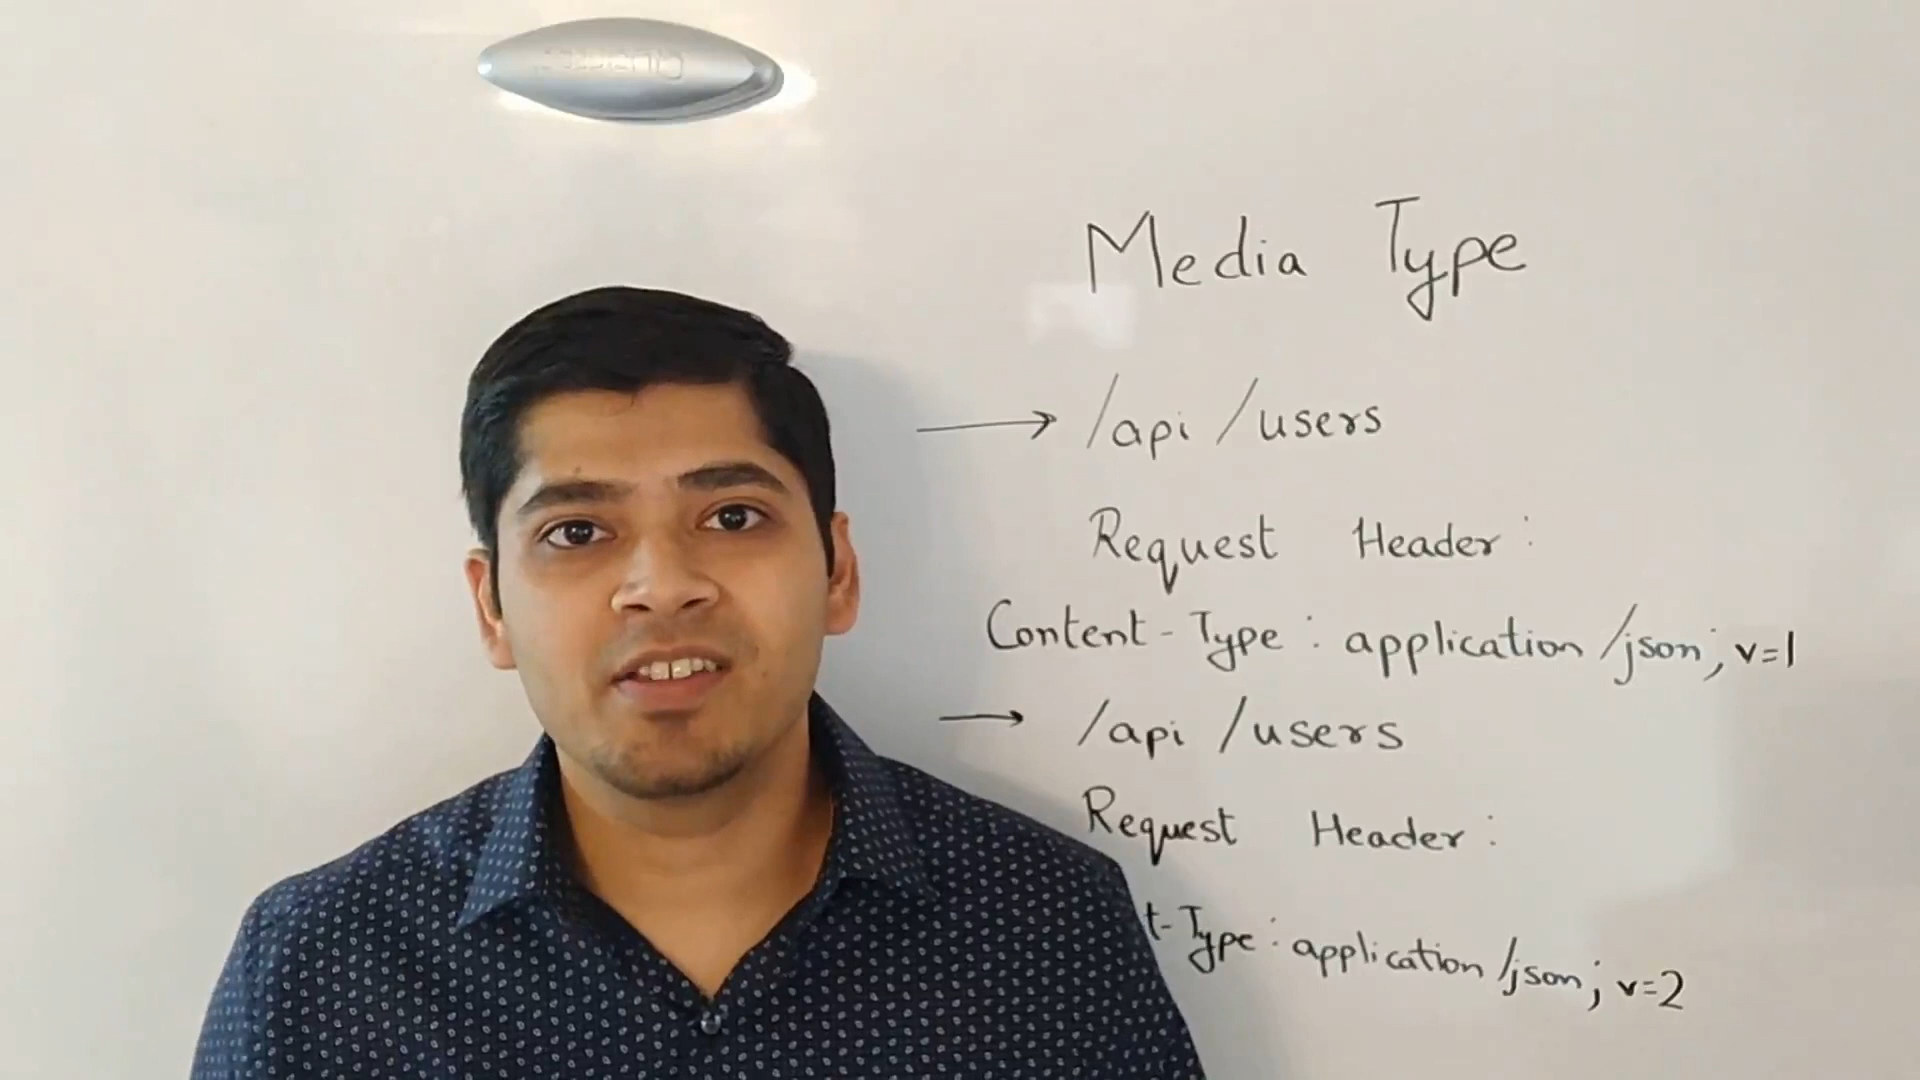 Media Type
/api/users
Request Header:
Content-Type: application/json; v=1
/api/users
Request Header:
t-Type: application/json; v=2